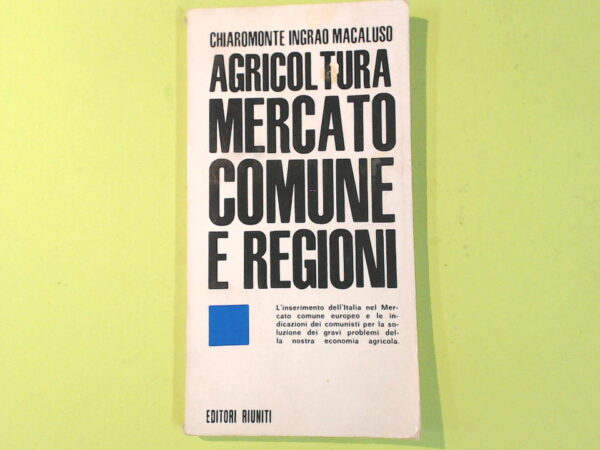 CHIAROMONTE INGRAO MACALUSO
AGRICOLTURA
MERCATO
COMUNE
E REGIONI
L'inserimento dell'Italia nel Mer-
cato comune europeo e le in-
dicazioni dei comunisti per la so-
luzione dei gravi problemi del-
la nostra economia agricola.
EDITORI RIUNITI